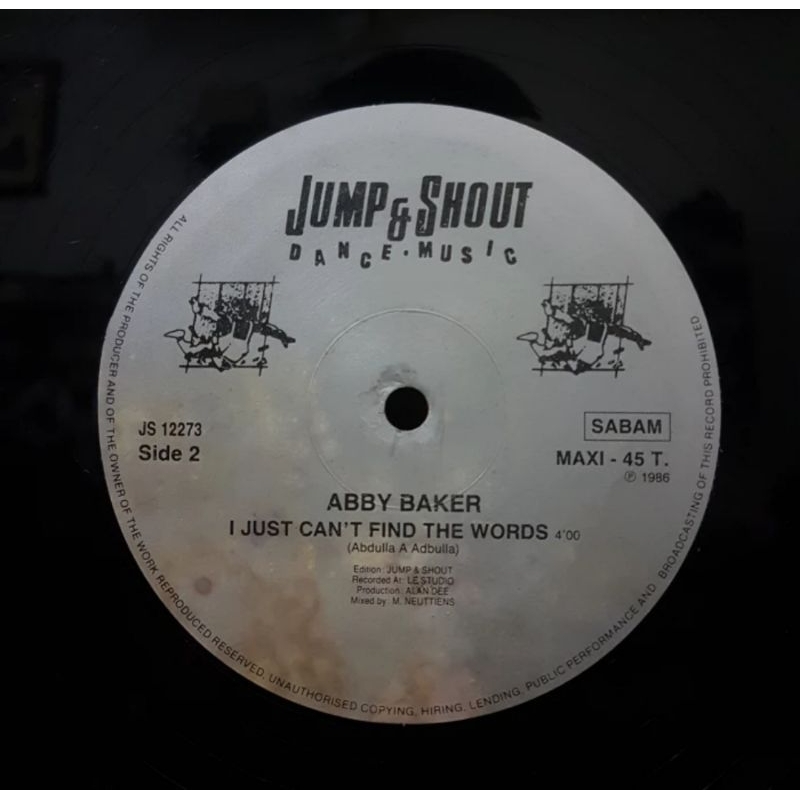 JUMP & SHOUT
DANCE · MUSIC
JS 12273
Side 2
SABAM
MAXI - 45 T.
℗ 1986
ABBY BAKER
I JUST CAN'T FIND THE WORDS 4'00
(Abdulla A Adbulla)
Edition: JUMP & SHOUT
Recorded At: LE STUDIO
Production: ALAN DEE
Mixed by: M. NEUTTIENS
ALL RIGHTS OF THE PRODUCER AND OF THE OWNER OF THE WORK REPRODUCED RESERVED. UNAUTHORISED COPYING, HIRING, LENDING, PUBLIC PERFORMANCE AND BROADCASTING OF THIS RECORD PROHIBITED